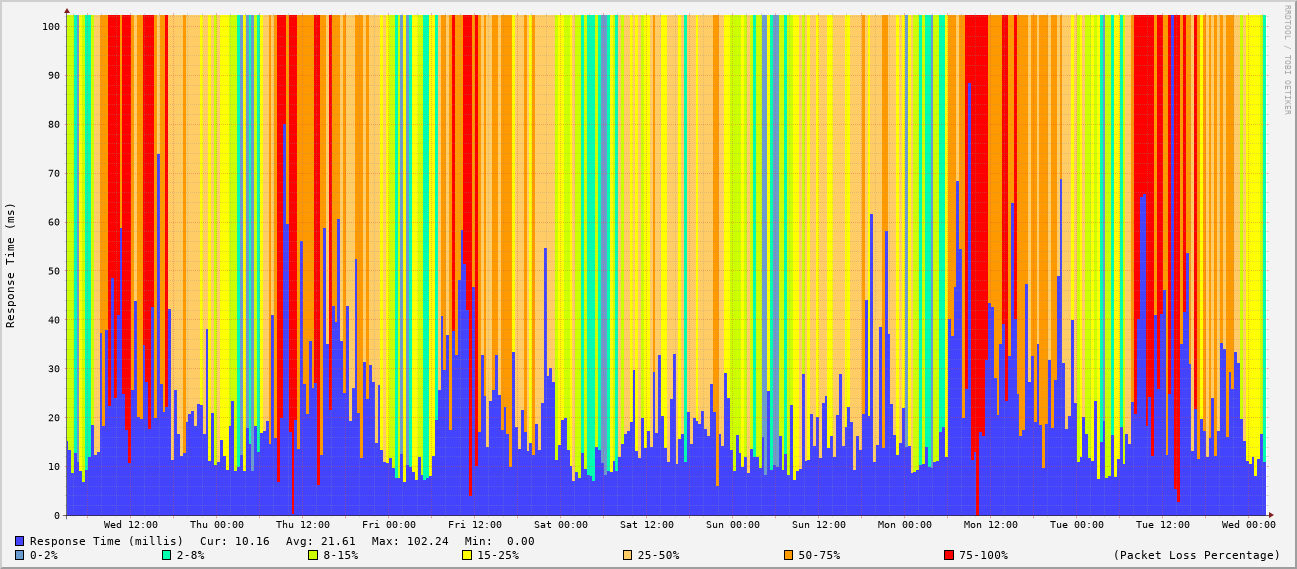 RRDTOOL / TOBI OETIKER
Response Time (ms)
100
90
80
70
60
50
40
30
20
10
0
Wed 12:00 Thu 00:00 Thu 12:00 Fri 00:00 Fri 12:00 Sat 00:00 Sat 12:00 Sun 00:00 Sun 12:00 Mon 00:00 Mon 12:00 Tue 00:00 Tue 12:00 Wed 00:00
Response Time (millis) Cur: 10.16 Avg: 21.61 Max: 102.24 Min: 0.00
0-2% 2-8% 8-15% 15-25% 25-50% 50-75% 75-100% (Packet Loss Percentage)